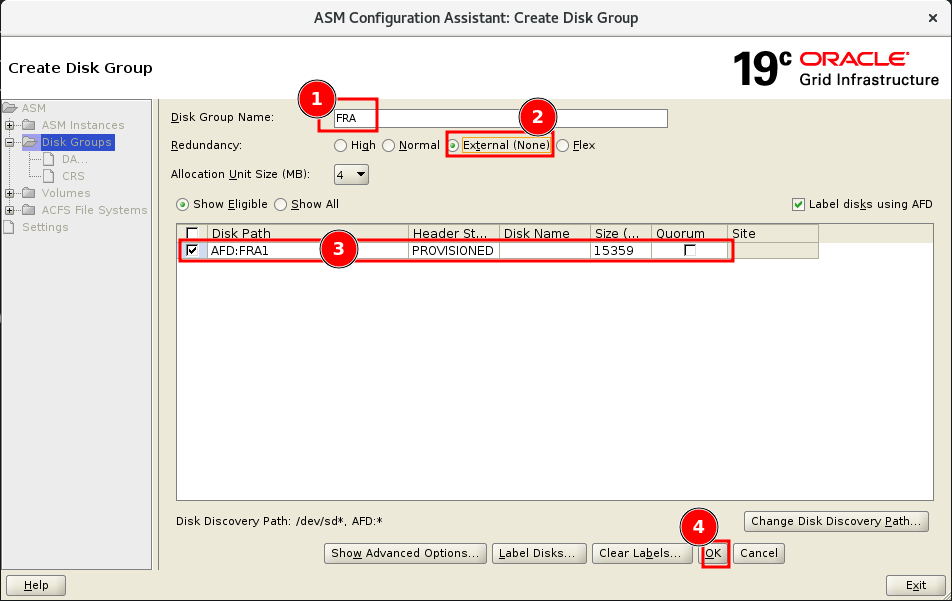 ASM Configuration Assistant: Create Disk Group
Create Disk Group
19c ORACLE
Grid Infrastructure
ASM
ASM Instances
Disk Groups
DA...
CRS
Volumes
ACFS File Systems
Settings
1
Disk Group Name: FRA
2
Redundancy: High Normal External (None) Flex
Allocation Unit Size (MB): 4
Show Eligible Show All Label disks using AFD
Disk Path Header St... Disk Name Size (... Quorum Site
AFD:FRA1 PROVISIONED 15359
3
Disk Discovery Path: /dev/sd*, AFD:* Change Disk Discovery Path...
4
Show Advanced Options... Label Disks... Clear Labels... OK Cancel
Help Exit